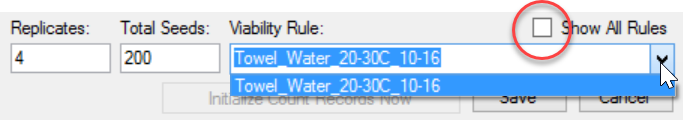 Replicates: Total Seeds: Viability Rule: Show All Rules
4 200 Towel_Water_20-30C_10-16
Towel_Water_20-30C_10-16
Initialize Count Records Now Save Cancel